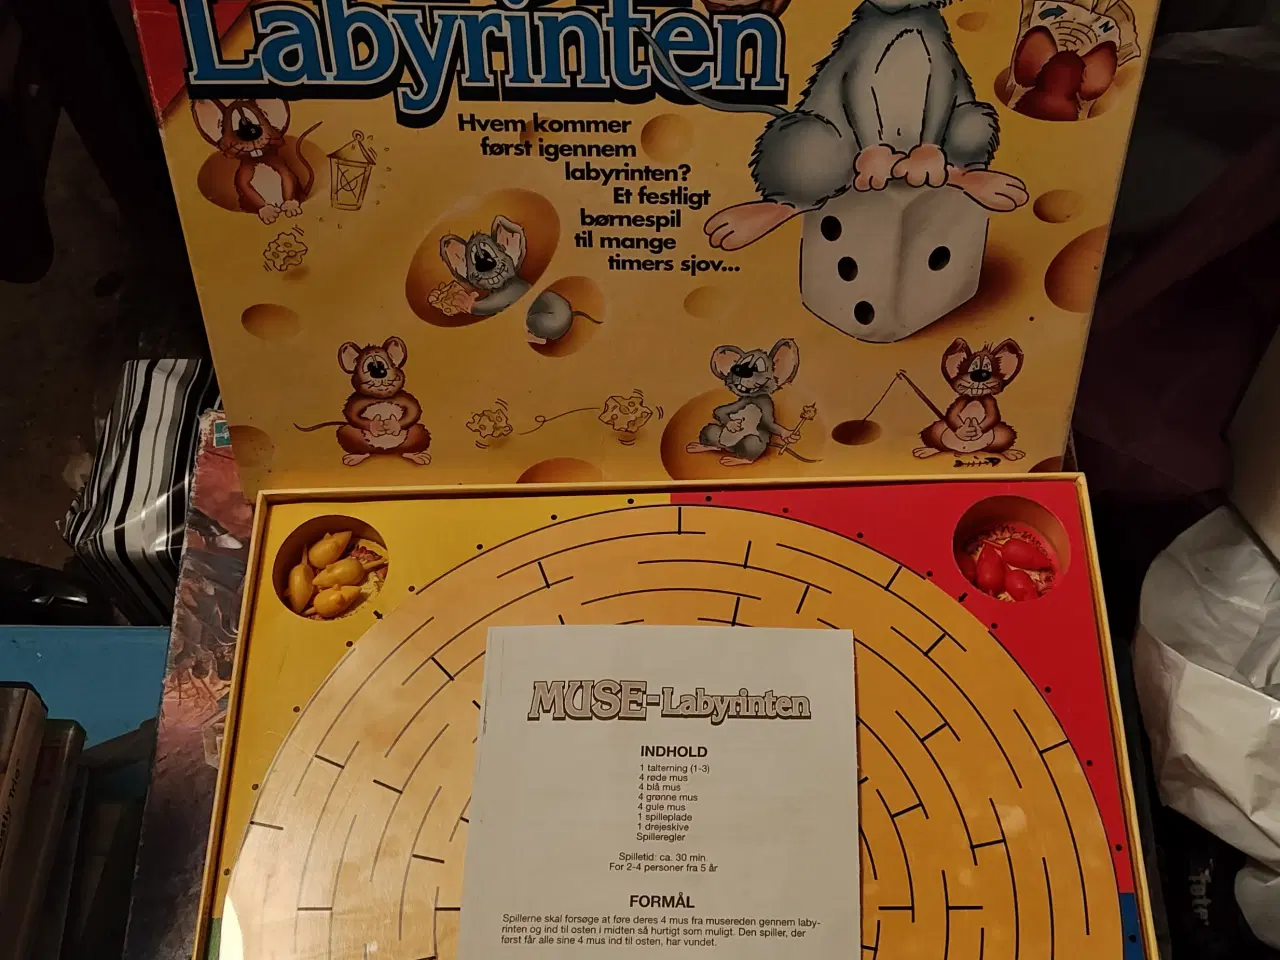 Labyrinten
Hvem kommer
først igennem
labyrinten?
Et festligt
børnespil
til mange
timers sjov...
N
MUSE-Labyrinten
INDHOLD
1 talterning (1-3)
4 røde mus
4 blå mus
4 grønne mus
4 gule mus
1 spilleplade
1 drejeskive
Spilleregler
Spilletid: ca. 30 min.
For 2-4 personer fra 5 år
FORMÅL
Spillerne skal forsøge at føre deres 4 mus fra musereden gennem laby-
rinten og ind til osten i midten så hurtigt som muligt. Den spiller, der
først får alle sine 4 mus ind til osten, har vundet.